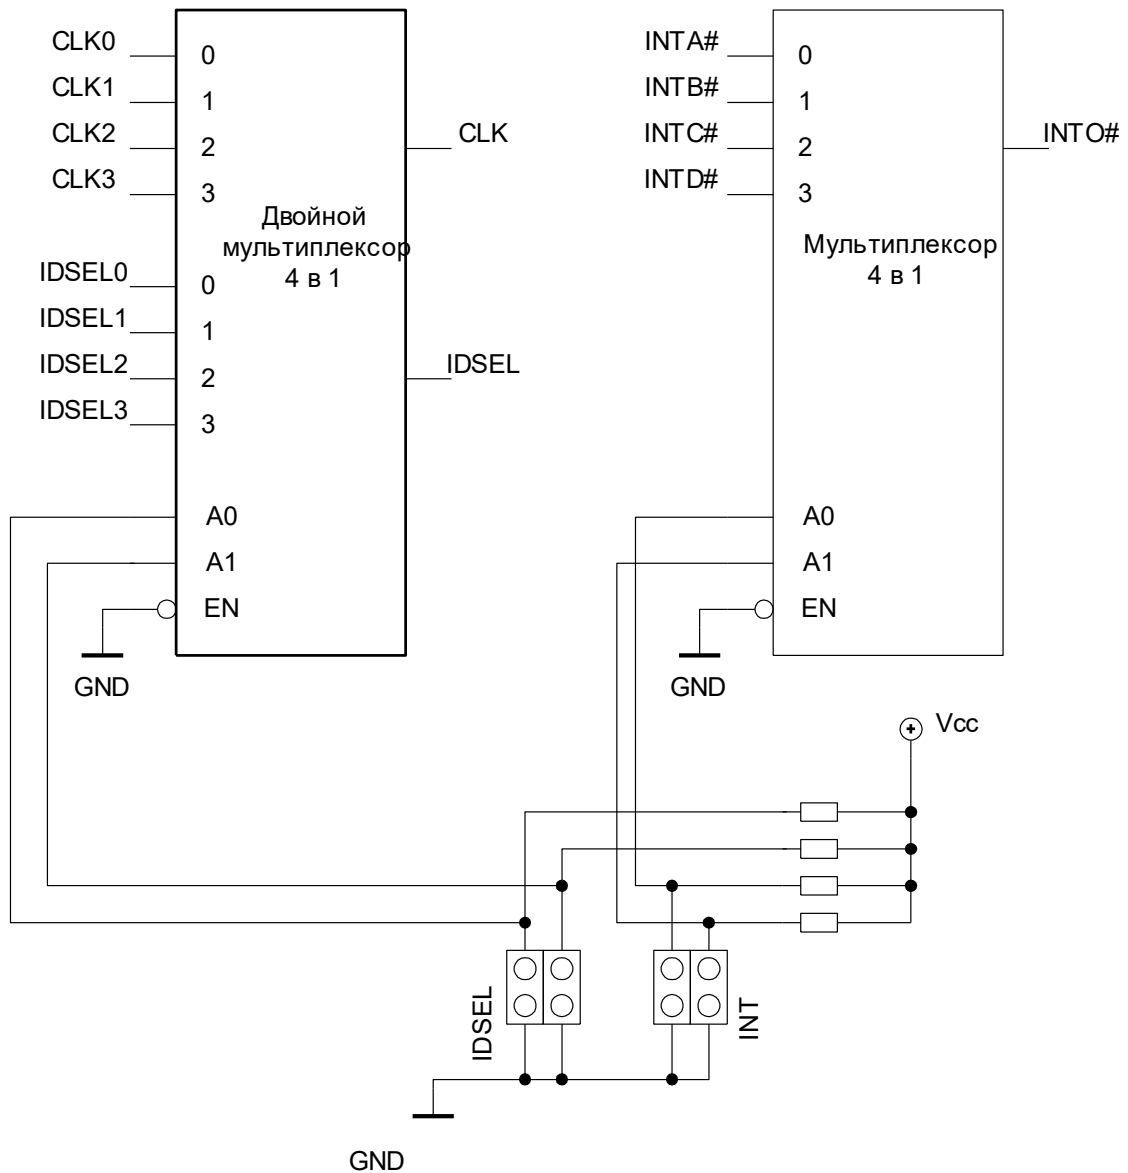 CLK0
0
CLK1
1
CLK2
2
CLK3
3
CLK
Двойной
мультиплексор
4 в 1
IDSEL0
0
IDSEL1
1
IDSEL2
2
IDSEL3
3
IDSEL
A0
A1
EN
GND
INTA#
0
INTB#
1
INTC#
2
INTD#
3
INTO#
Мультиплексор
4 в 1
A0
A1
EN
GND
Vcc
IDSEL
INT
GND